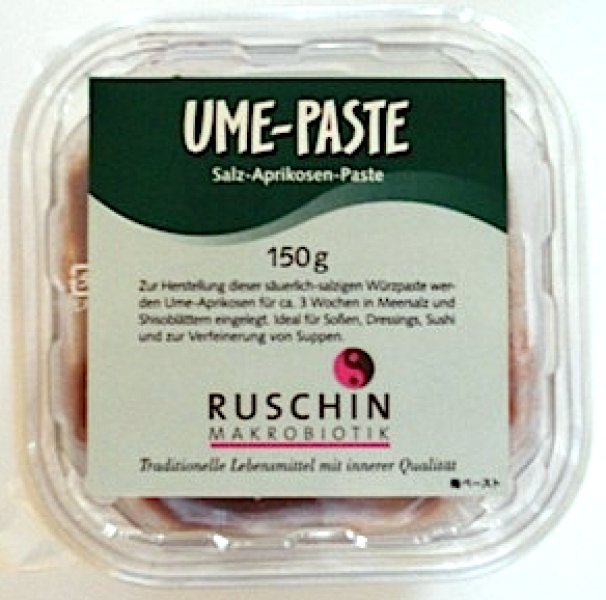 UME-PASTE
Salz-Aprikosen-Paste
150 g
Zur Herstellung dieser säuerlich-salzigen Würzpaste wer-
den Ume-Aprikosen für ca. 3 Wochen in Meersalz und
Shisoblättern eingelegt. Ideal für Soßen, Dressings, Sushi
und zur Verfeinerung von Suppen.
RUSCHIN
MAKROBIOTIK
Traditionelle Lebensmittel mit innerer Qualität
梅ペースト